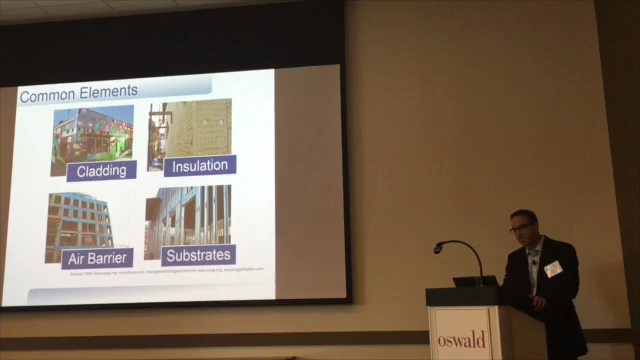 Common Elements
Cladding
Insulation
Air Barrier
Substrates
oswald